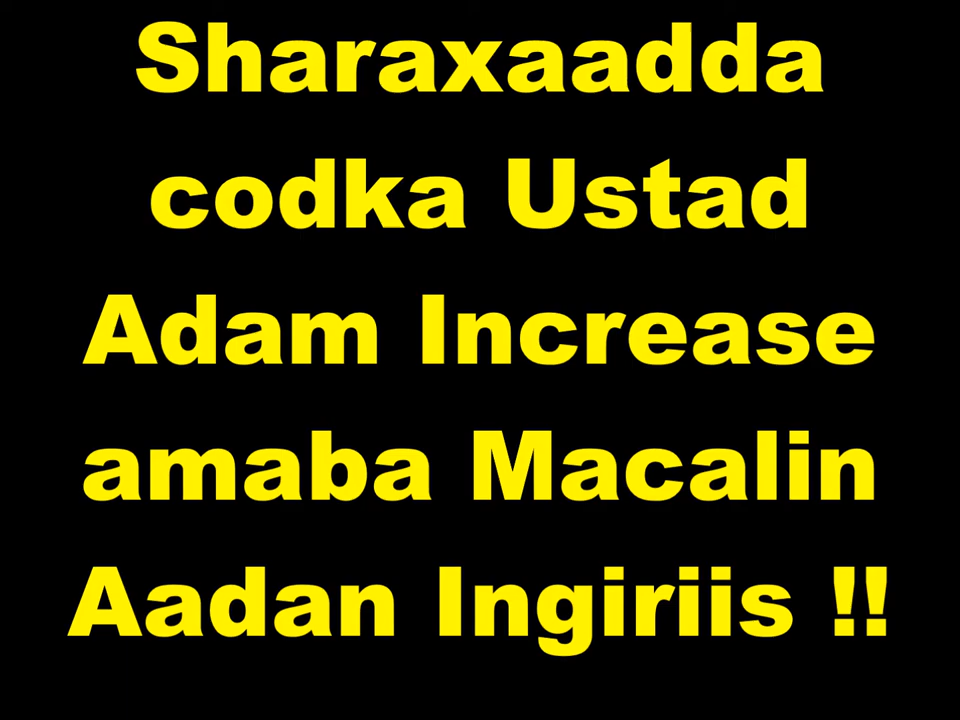 Sharaxaadda
codka Ustad
Adam Increase
amaba Macalin
Aadan Ingiriis !!